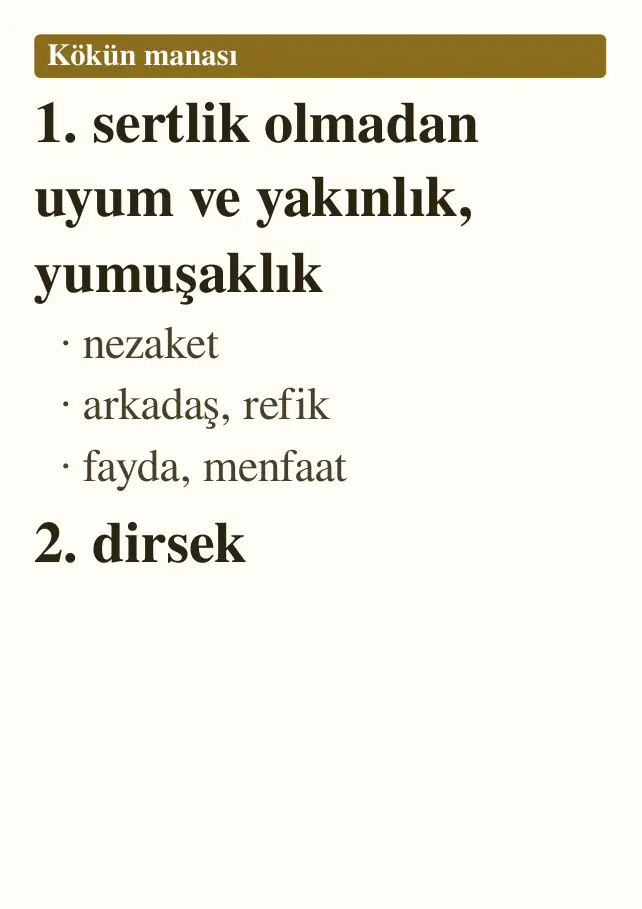 Kökün manası
1. sertlik olmadan
uyum ve yakınlık,
yumuşaklık
· nezaket
· arkadaş, refik
· fayda, menfaat
2. dirsek